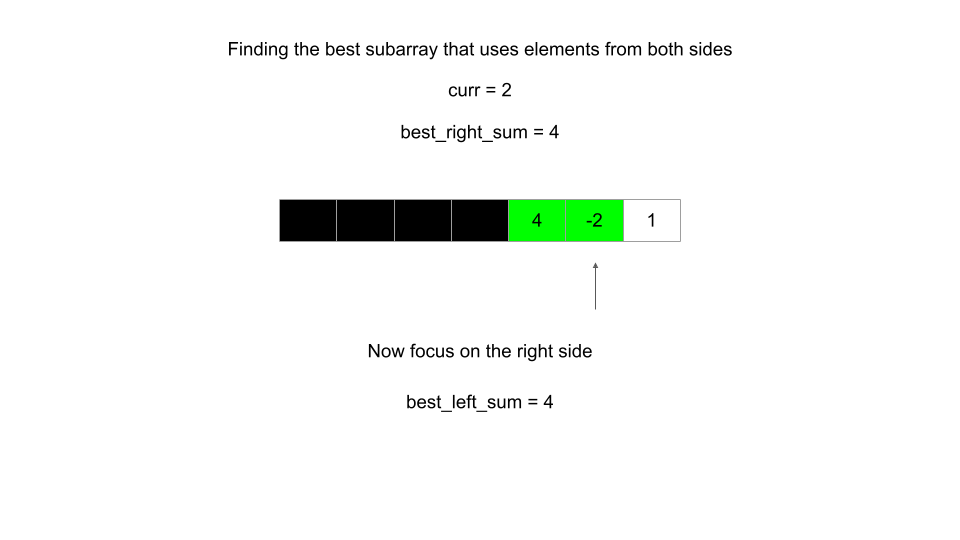 Finding the best subarray that uses elements from both sides
curr = 2
best_right_sum = 4
4 -2 1
Now focus on the right side
best_left_sum = 4